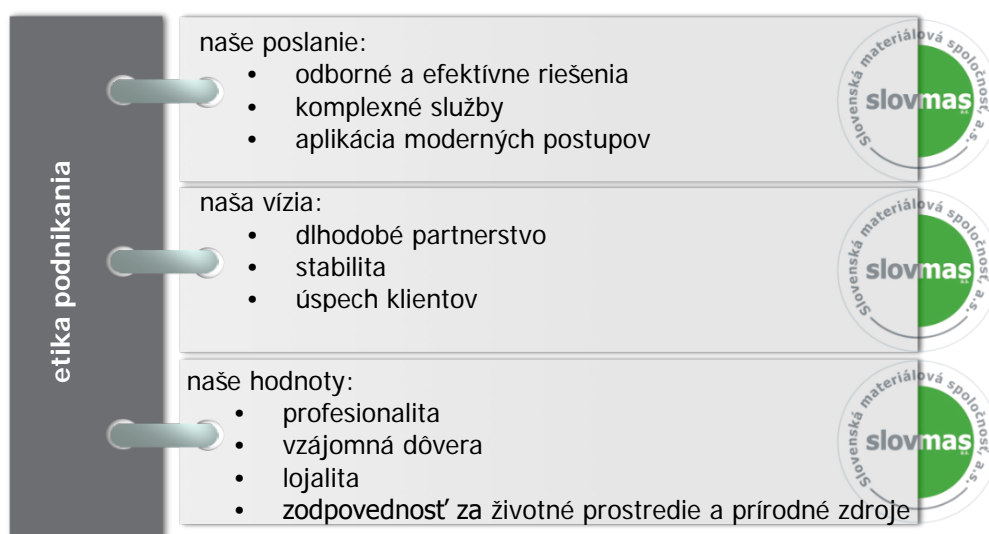 etika podnikania
naše poslanie:
• odborné a efektívne riešenia
• komplexné služby
• aplikácia moderných postupov
Slovenská materiálová spoločnosť, a.s.
slovmas
a.s.
naša vízia:
• dlhodobé partnerstvo
• stabilita
• úspech klientov
Slovenská materiálová spoločnosť, a.s.
slovmas
a.s.
naše hodnoty:
• profesionalita
• vzájomná dôvera
• lojalita
• zodpovednosť za životné prostredie a prírodné zdroje
Slovenská materiálová spoločnosť, a.s.
slovmas
a.s.